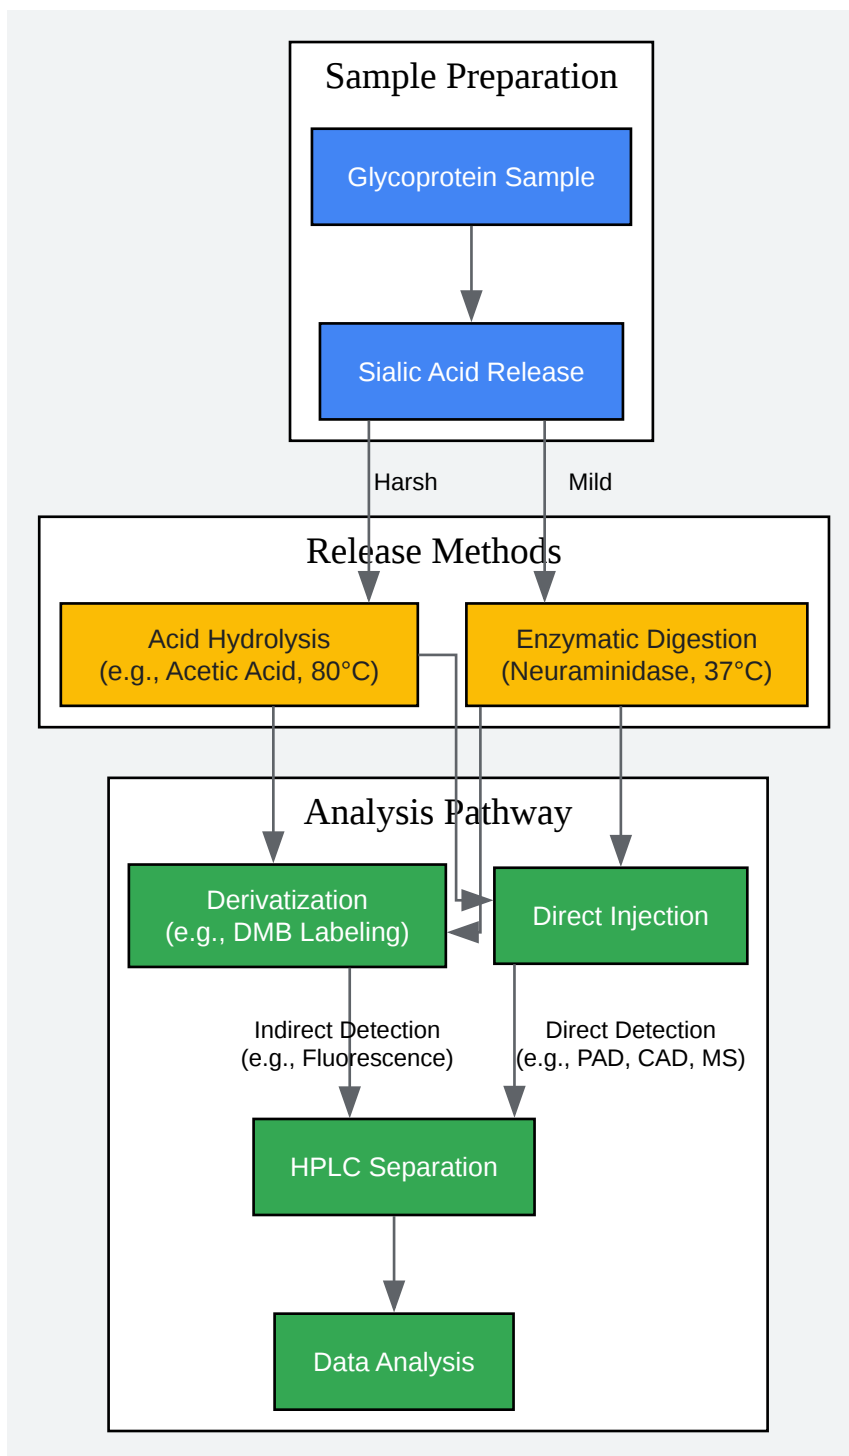 Sample Preparation
Glycoprotein Sample
Sialic Acid Release
Harsh
Mild
Release Methods
Acid Hydrolysis
(e.g., Acetic Acid, 80°C)
Enzymatic Digestion
(Neuraminidase, 37°C)
Analysis Pathway
Derivatization
(e.g., DMB Labeling)
Direct Injection
Indirect Detection
(e.g., Fluorescence)
Direct Detection
(e.g., PAD, CAD, MS)
HPLC Separation
Data Analysis